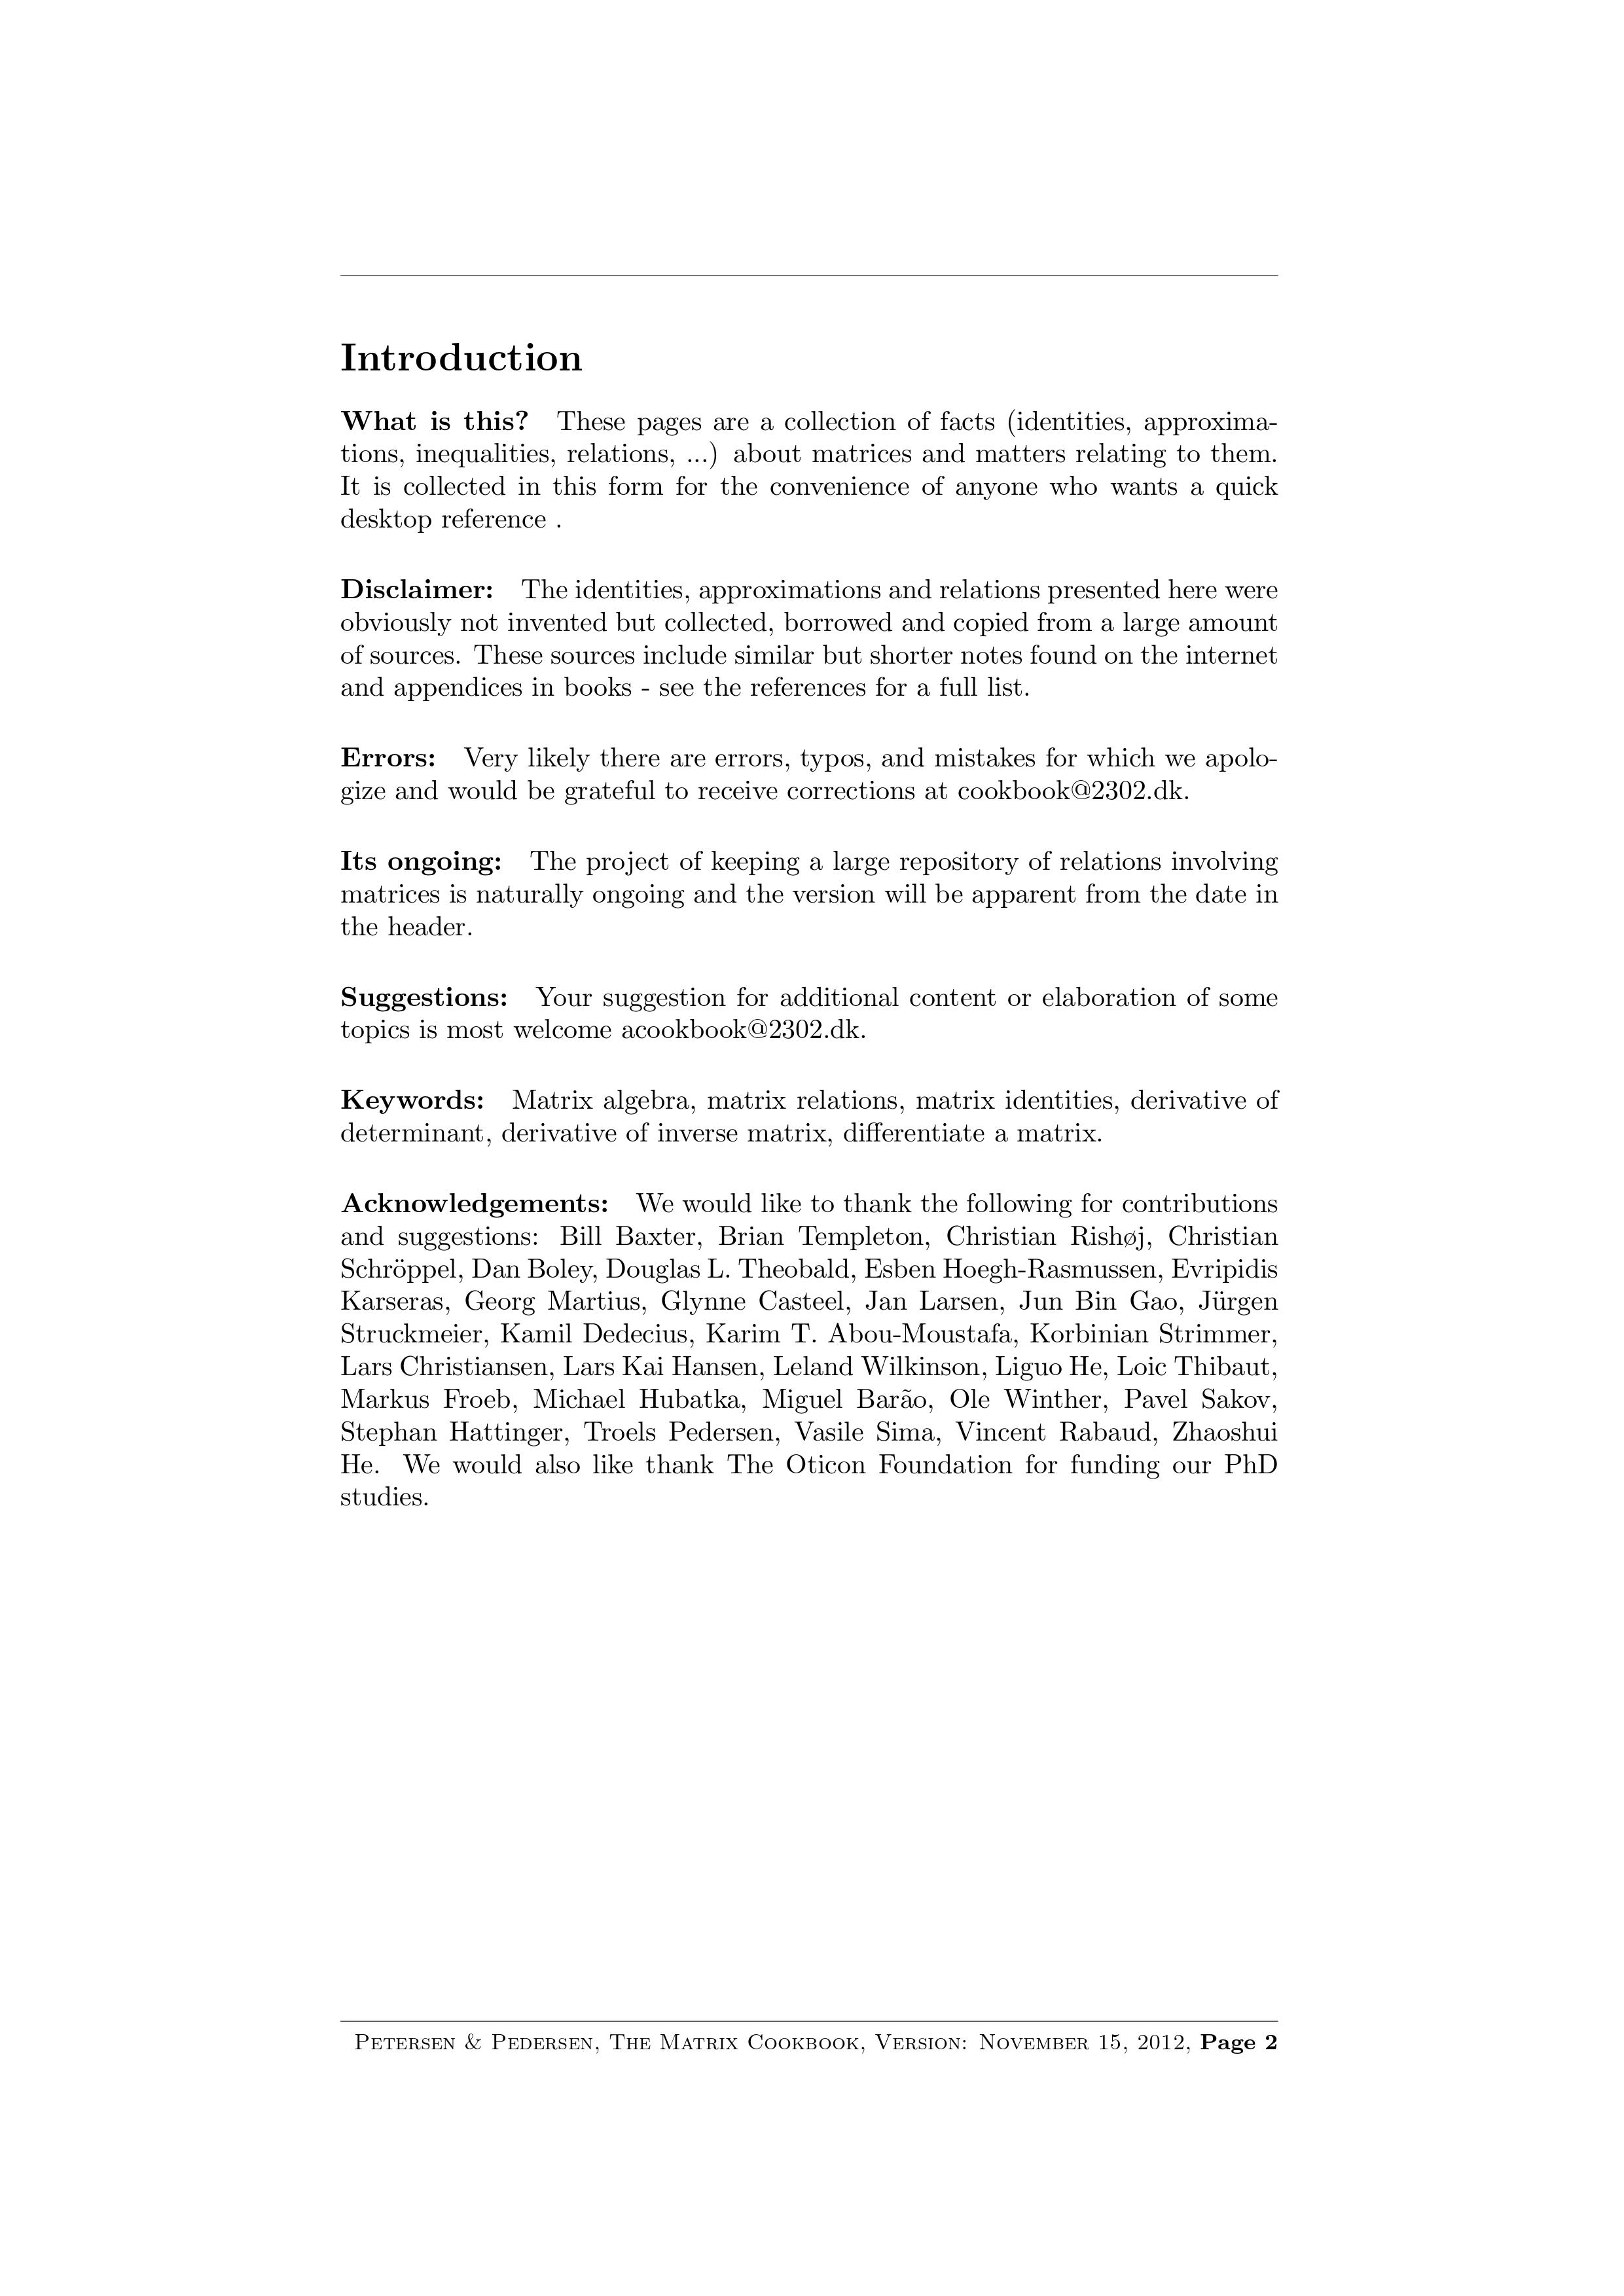 Introduction
What is this? These pages are a collection of facts (identities, approxima-
tions, inequalities, relations, ...) about matrices and matters relating to them.
It is collected in this form for the convenience of anyone who wants a quick
desktop reference .
Disclaimer: The identities, approximations and relations presented here were
obviously not invented but collected, borrowed and copied from a large amount
of sources. These sources include similar but shorter notes found on the internet
and appendices in books - see the references for a full list.
Errors: Very likely there are errors, typos, and mistakes for which we apolo-
gize and would be grateful to receive corrections at cookbook@2302.dk.
Its ongoing: The project of keeping a large repository of relations involving
matrices is naturally ongoing and the version will be apparent from the date in
the header.
Suggestions: Your suggestion for additional content or elaboration of some
topics is most welcome acookbook@2302.dk.
Keywords: Matrix algebra, matrix relations, matrix identities, derivative of
determinant, derivative of inverse matrix, differentiate a matrix.
Acknowledgements: We would like to thank the following for contributions
and suggestions: Bill Baxter, Brian Templeton, Christian Rishøj, Christian
Schröppel, Dan Boley, Douglas L. Theobald, Esben Hoegh-Rasmussen, Evripidis
Karseras, Georg Martius, Glynne Casteel, Jan Larsen, Jun Bin Gao, Jürgen
Struckmeier, Kamil Dedecius, Karim T. Abou-Moustafa, Korbinian Strimmer,
Lars Christiansen, Lars Kai Hansen, Leland Wilkinson, Liguo He, Loic Thibaut,
Markus Froeb, Michael Hubatka, Miguel Barão, Ole Winther, Pavel Sakov,
Stephan Hattinger, Troels Pedersen, Vasile Sima, Vincent Rabaud, Zhaoshui
He. We would also like thank The Oticon Foundation for funding our PhD
studies.
Petersen & Pedersen, The Matrix Cookbook, Version: November 15, 2012, Page 2